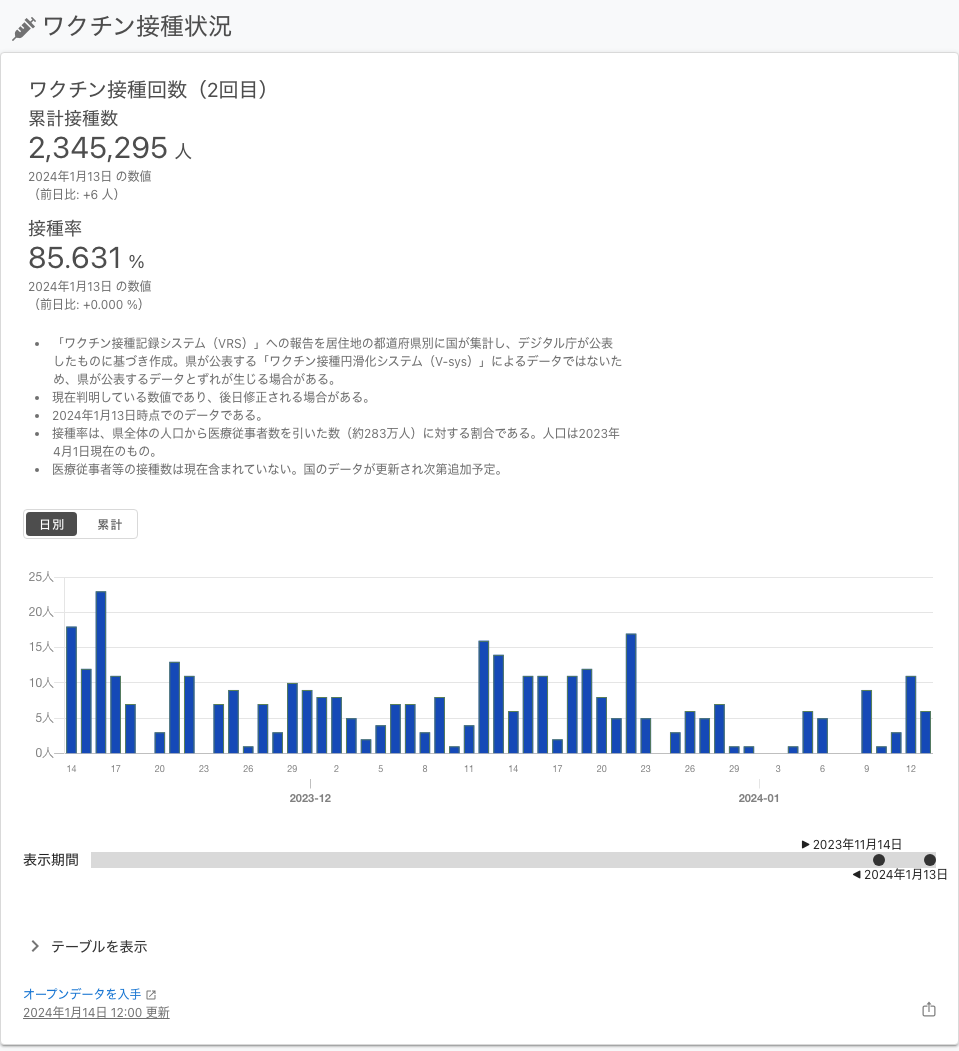 ワクチン接種状況
ワクチン接種回数（2回目）
累計接種数
2,345,295 人
2024年1月13日 の数値
（前日比: +6 人）
接種率
85.631 %
2024年1月13日 の数値
（前日比: +0.000 %）
• 「ワクチン接種記録システム（VRS）」への報告を居住地の都道府県別に国が集計し、デジタル庁が公表
したものに基づき作成。県が公表する「ワクチン接種円滑化システム（V-sys）」によるデータではないた
め、県が公表するデータとずれが生じる場合がある。
• 現在判明している数値であり、後日修正される場合がある。
• 2024年1月13日時点でのデータである。
• 接種率は、県全体の人口から医療従事者数を引いた数（約283万人）に対する割合である。人口は2023年
4月1日現在のもの。
• 医療従事者等の接種数は現在含まれていない。国のデータが更新され次第追加予定。
日別 累計
25人
20人
15人
10人
5人
0人
14 17 20 23 26 29 2 5 8 11 14 17 20 23 26 29 3 6 9 12
2023-12 2024-01
▶ 2023年11月14日
表示期間
◀ 2024年1月13日
テーブルを表示
オープンデータを入手
2024年1月14日 12:00 更新